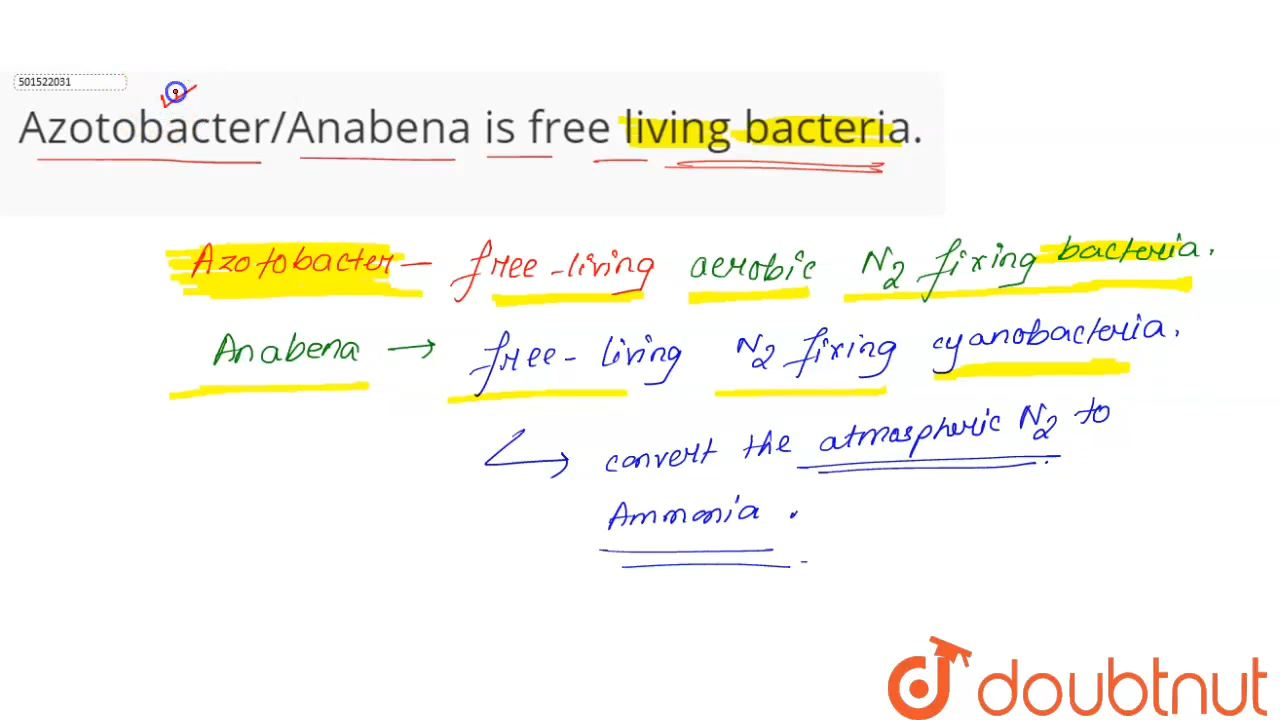 501522031
Azotobacter/Anabena is free living bacteria.
Azotobacter — free-living aerobic N2 fixing bacteria.
Anabena → free-living N2 fixing cyanobacteria.
→ convert the atmospheric N2 to
Ammonia.
doubtnut